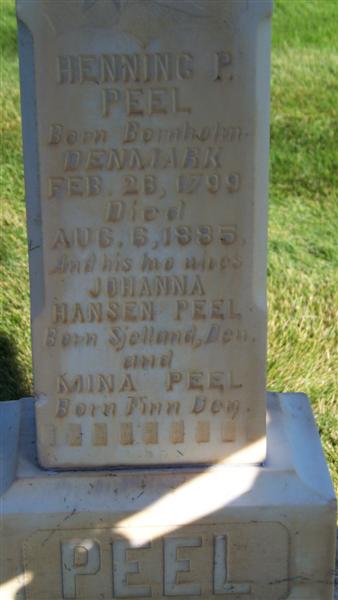 HENNING P.
PEEL
Born Bornholm
DENMARK
FEB. 28, 1799
Died
AUG. 6, 1885,
And his two wives
JOHANNA
HANSEN PEEL
Born Sjelland, Den.
and
MINA PEEL
Born Finn Den.
PEEL